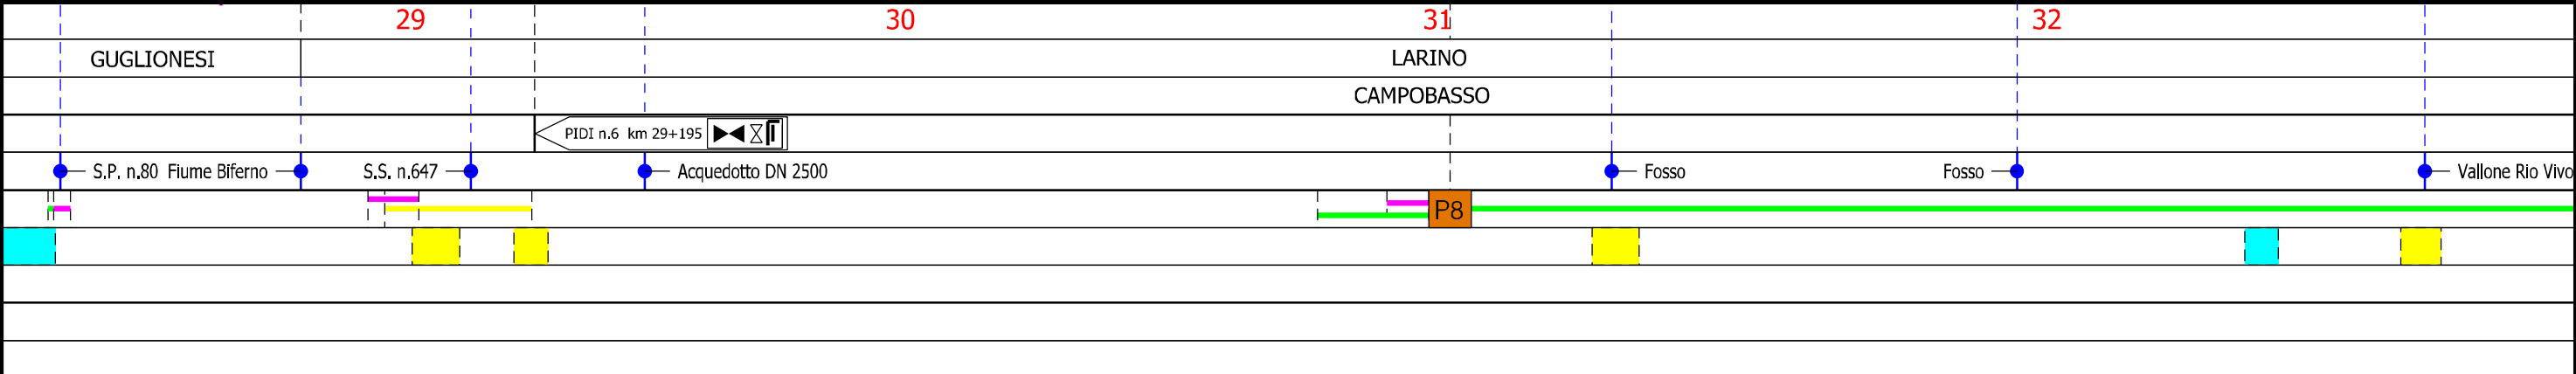 29 30 31 32
GUGLIONESI LARINO
CAMPOBASSO
PIDI n.6 km 29+195
S.P. n.80 Fiume Biferno S.S. n.647 Acquedotto DN 2500 Fosso Fosso Vallone Rio Vivo
P8